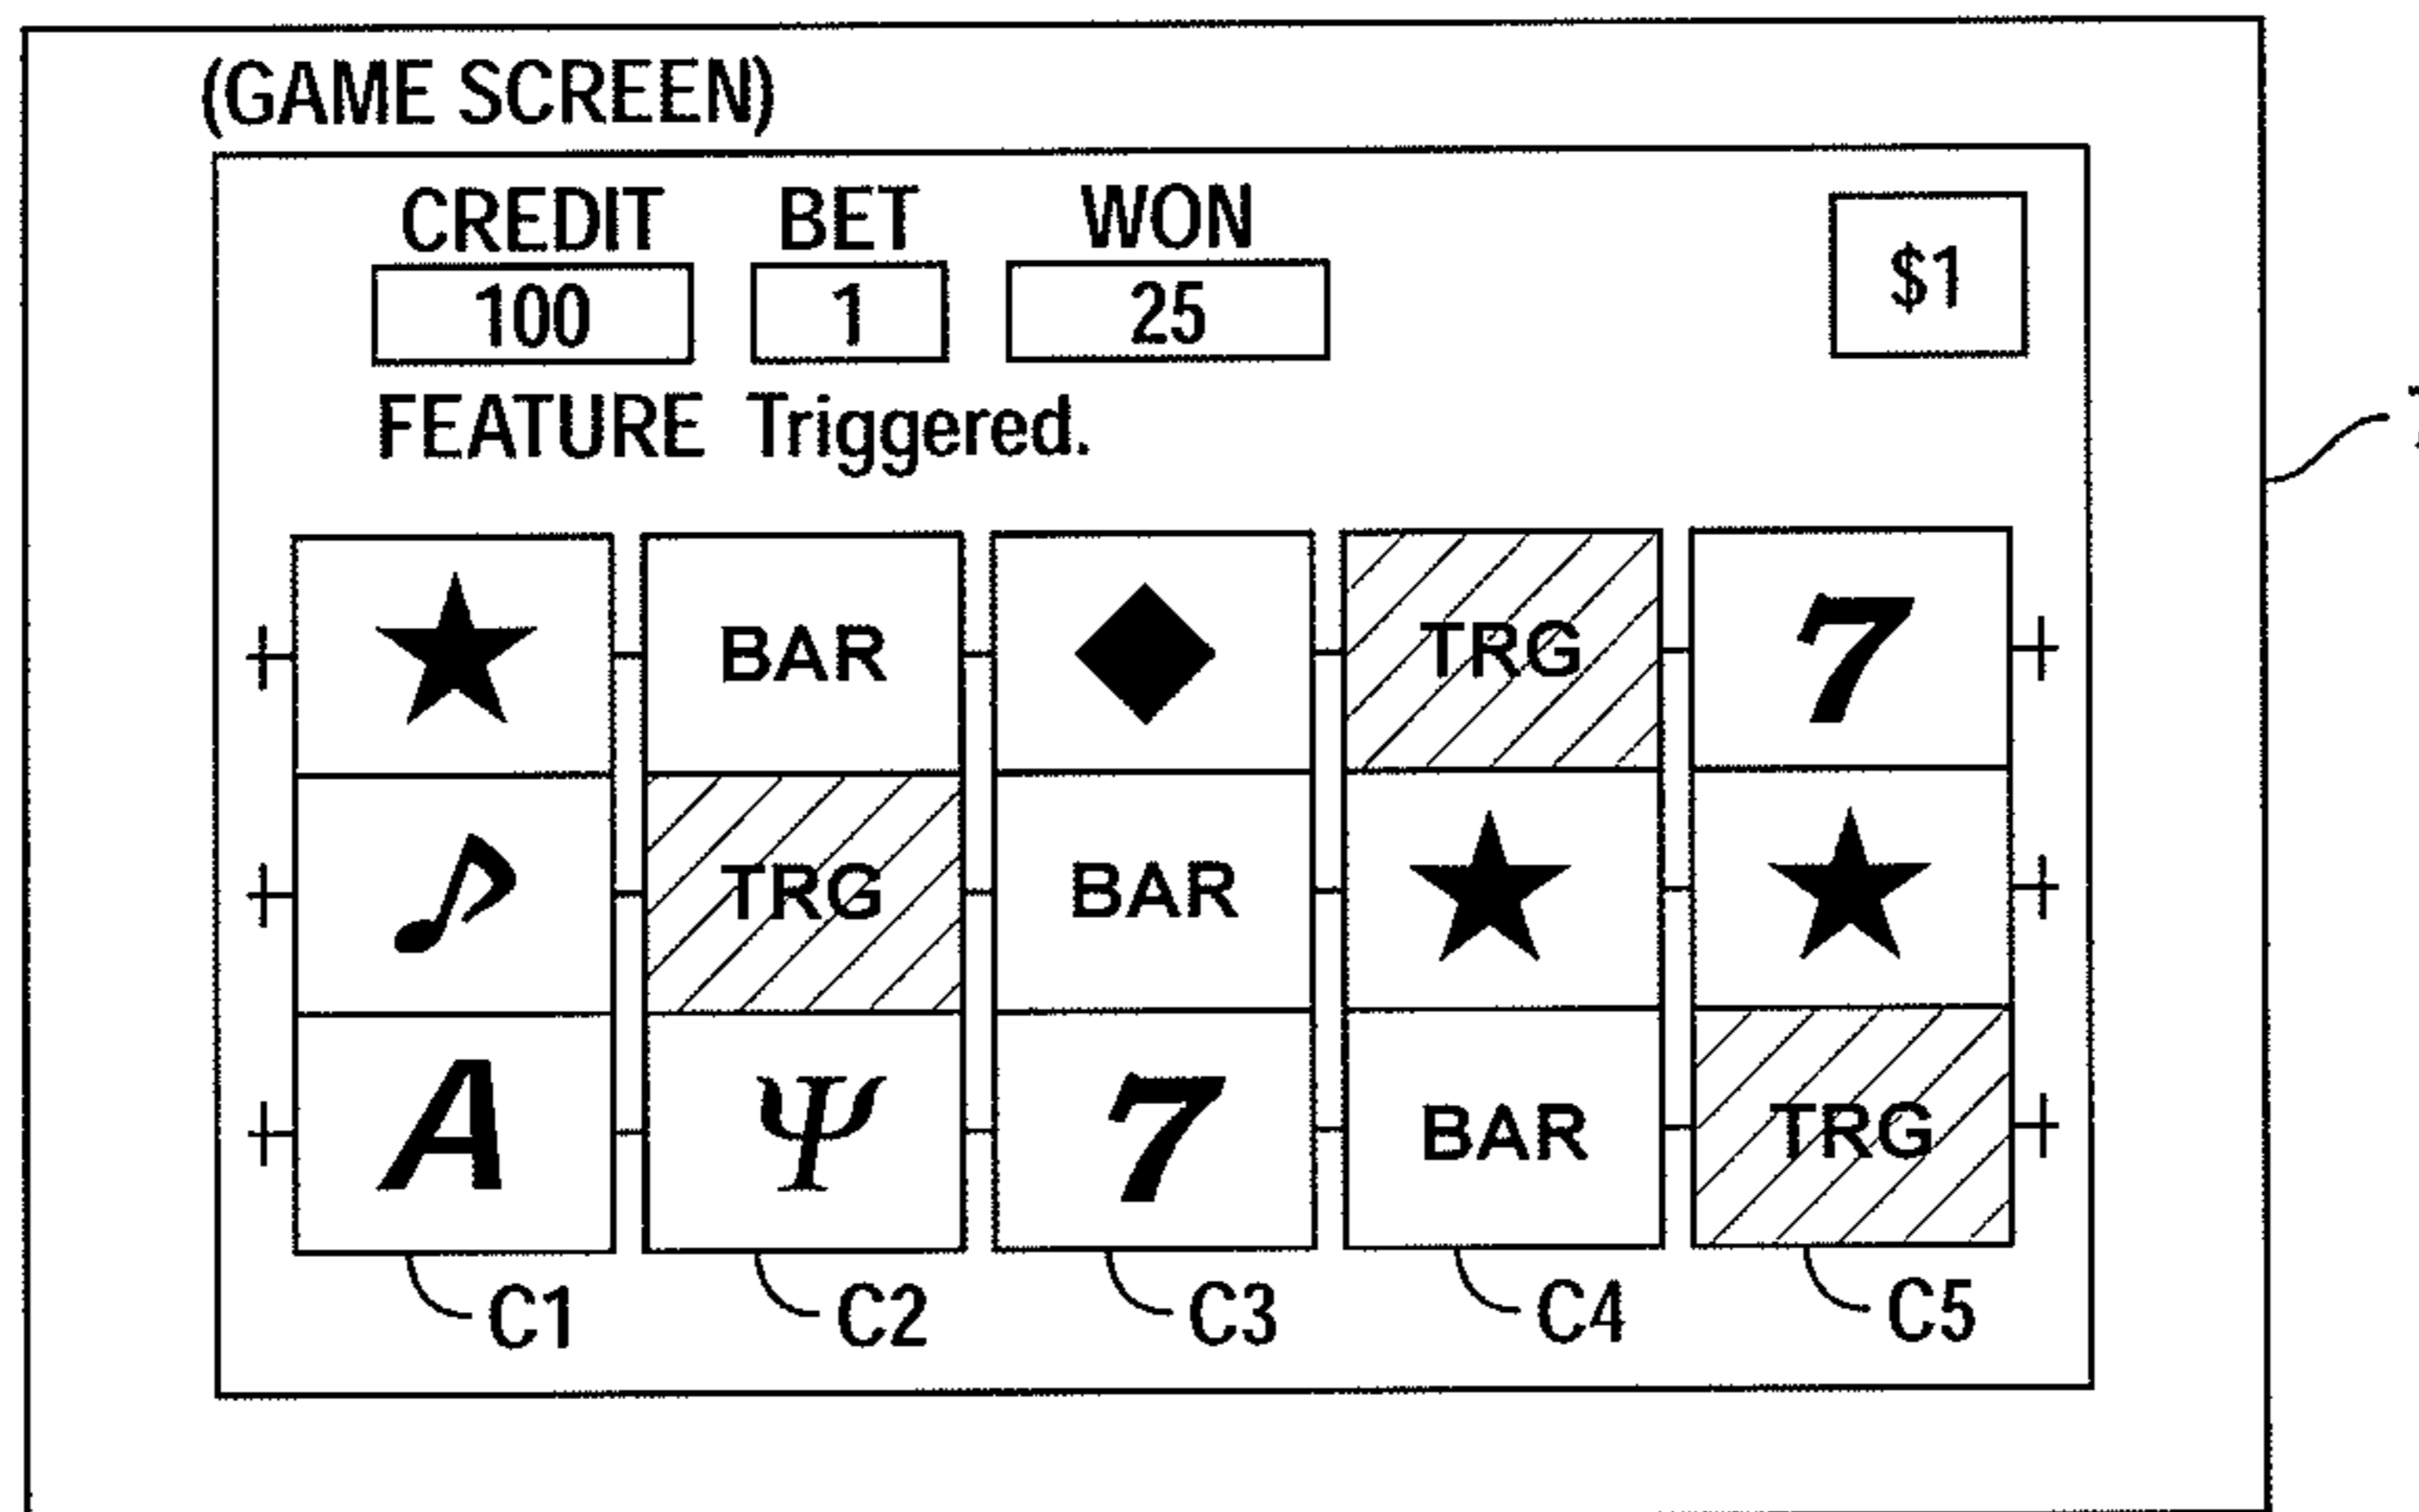 (GAME SCREEN)
CREDIT BET WON
100 1 25 $1
FEATURE Triggered.
BAR TRG 7
TRG BAR
A Ψ 7 BAR TRG
C1 C2 C3 C4 C5